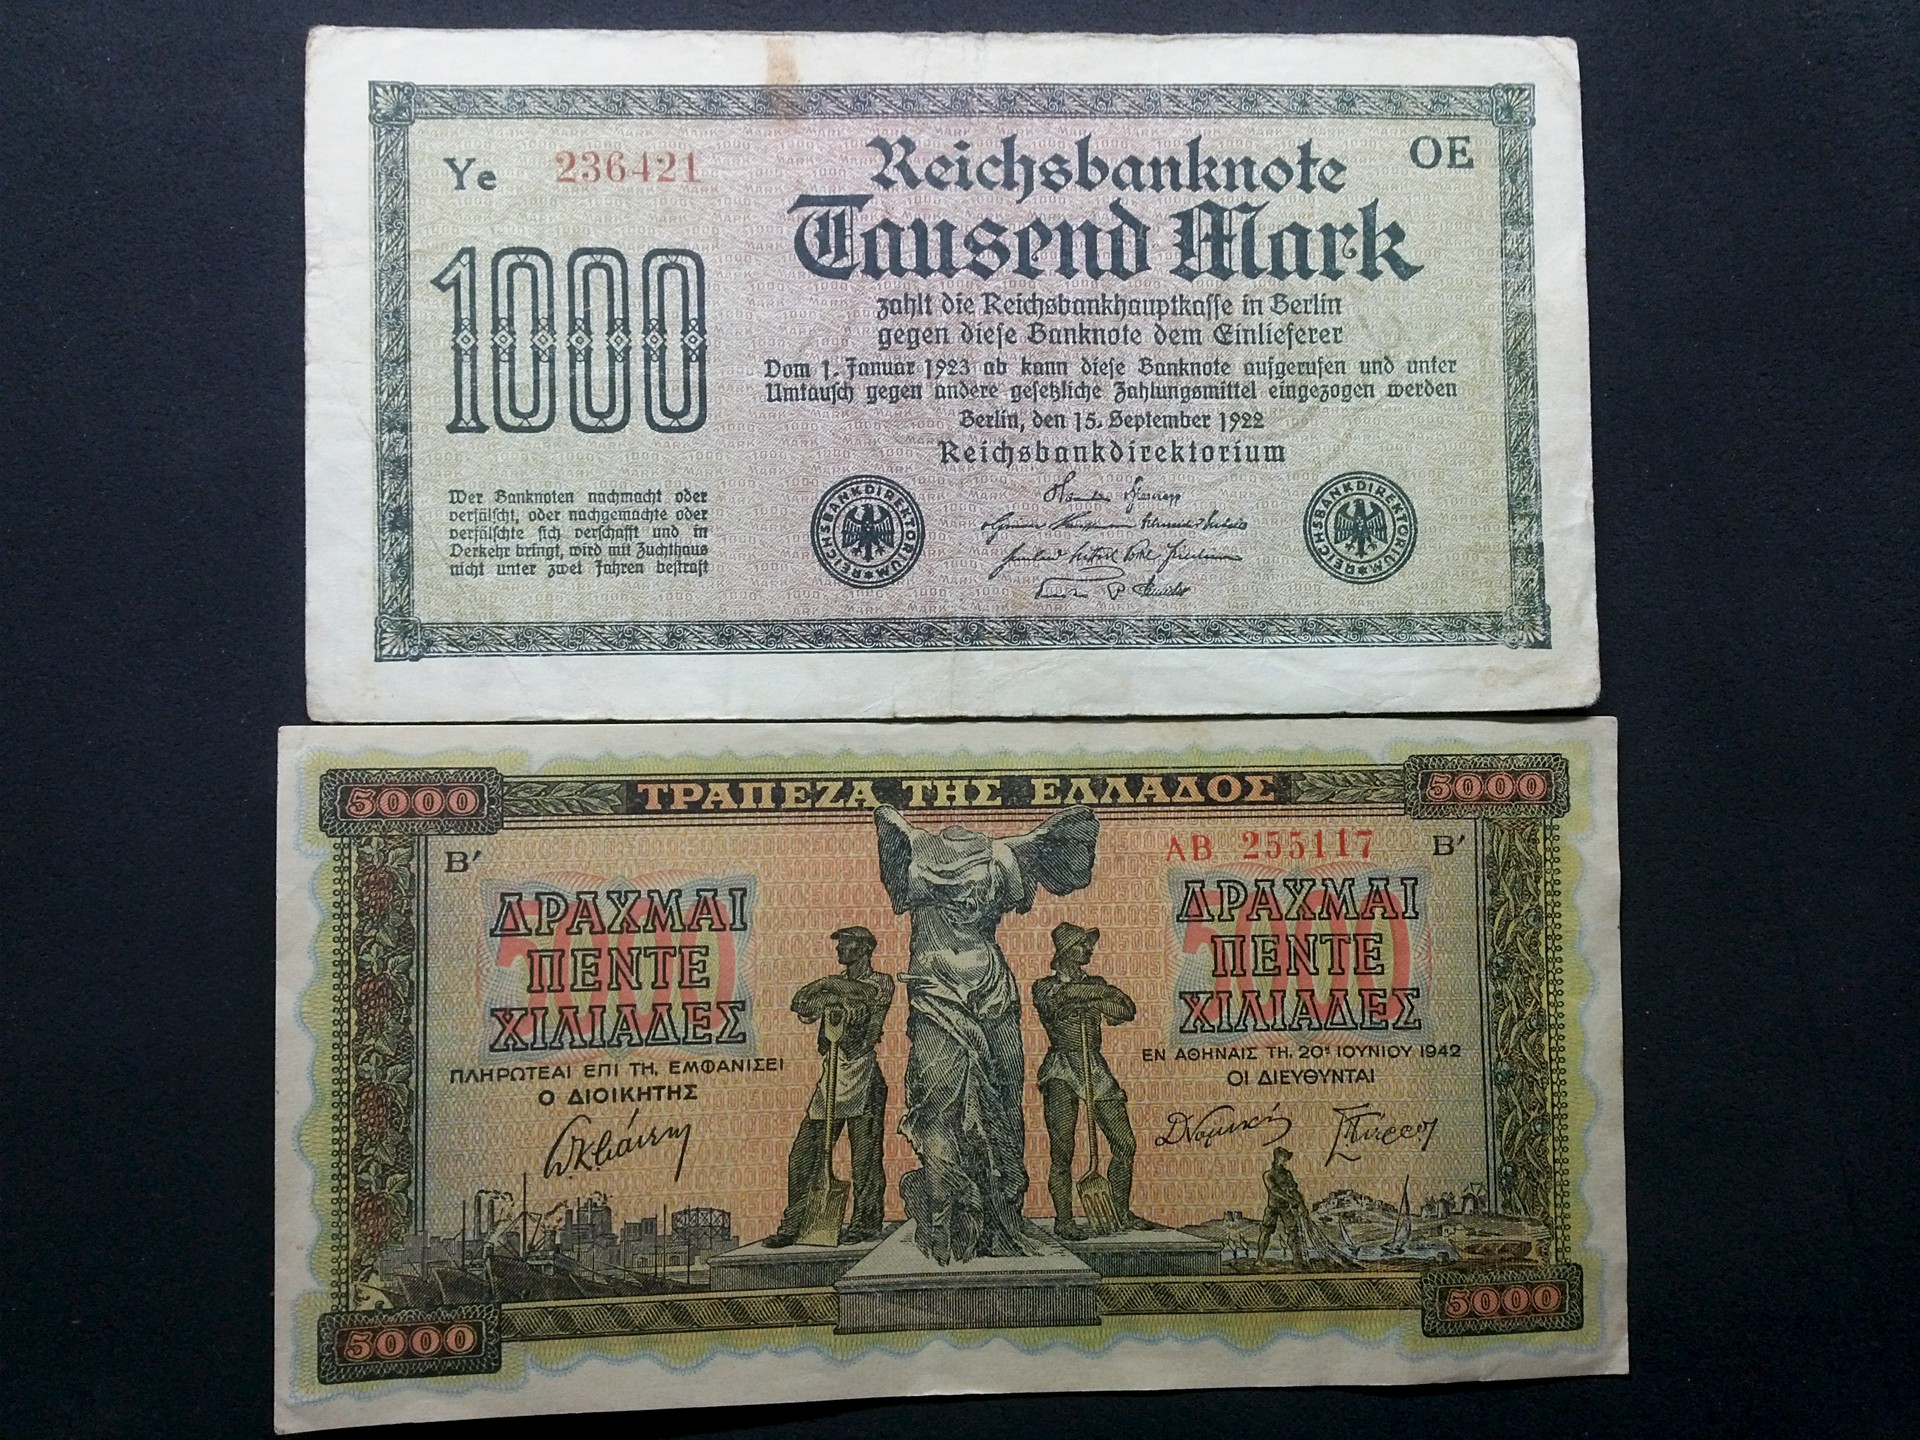 Ye 236421
OE
Reichsbanknote
Tausend Mark
1000
zahlt die Reichsbankhauptkasse in Berlin
gegen diese Banknote dem Einlieferer
Vom 1. Januar 1923 ab kann diese Banknote aufgerufen und unter
Umtausch gegen andere gesetzliche Zahlungsmittel eingezogen werden
Berlin, den 15. September 1922
Reichsbankdirektorium
Wer Banknoten nachmacht oder
verfälscht, oder nachgemachte oder
verfälschte sich verschafft und in
Verkehr bringt, wird mit Zuchthaus
nicht unter zwei Jahren bestraft
REICHSBANKDIREKTORIUM
REICHSBANKDIREKTORIUM
5000 ΤΡΑΠΕΖΑ ΤΗΣ ΕΛΛΑΔΟΣ 5000
Β′
ΑΒ 255117 Β′
ΔΡΑΧΜΑΙ
ΠΕΝΤΕ
ΧΙΛΙΑΔΕΣ
5000
ΠΛΗΡΩΤΕΑΙ ΕΠΙ ΤΗ, ΕΜΦΑΝΙΣΕΙ
Ο ΔΙΟΙΚΗΤΗΣ
ΔΡΑΧΜΑΙ
ΠΕΝΤΕ
ΧΙΛΙΑΔΕΣ
5000
ΕΝ ΑΘΗΝΑΙΣ ΤΗ, 20ῃ ΙΟΥΝΙΟΥ 1942
ΟΙ ΔΙΕΥΘΥΝΤΑΙ
5000
5000